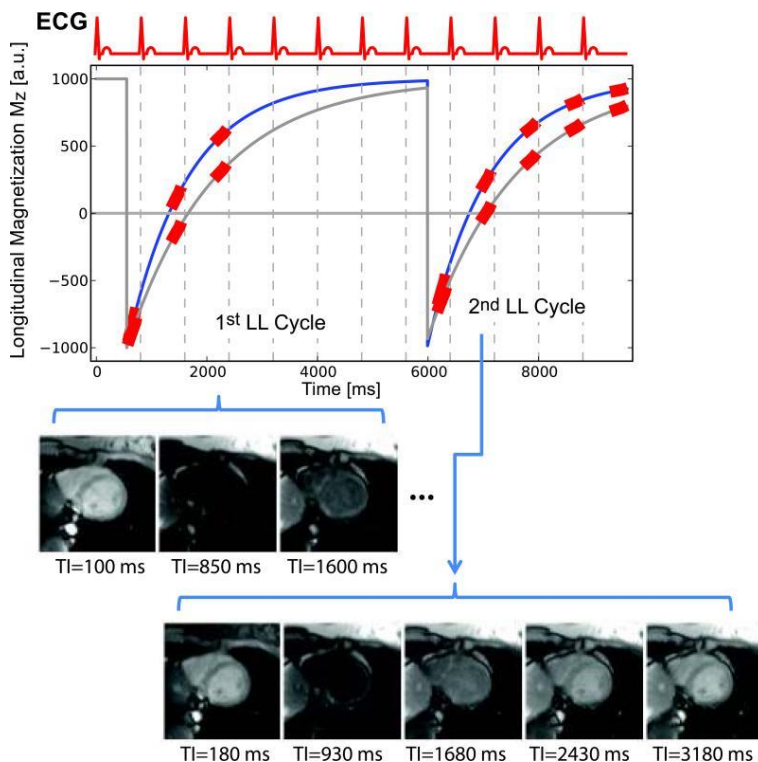 ECG
Longitudinal Magnetization Mz [a.u.]
1000
500
0
−500
−1000
1st LL Cycle
2nd LL Cycle
0
2000
4000
6000
8000
Time [ms]
...
TI=100 ms
TI=850 ms
TI=1600 ms
TI=180 ms
TI=930 ms
TI=1680 ms
TI=2430 ms
TI=3180 ms